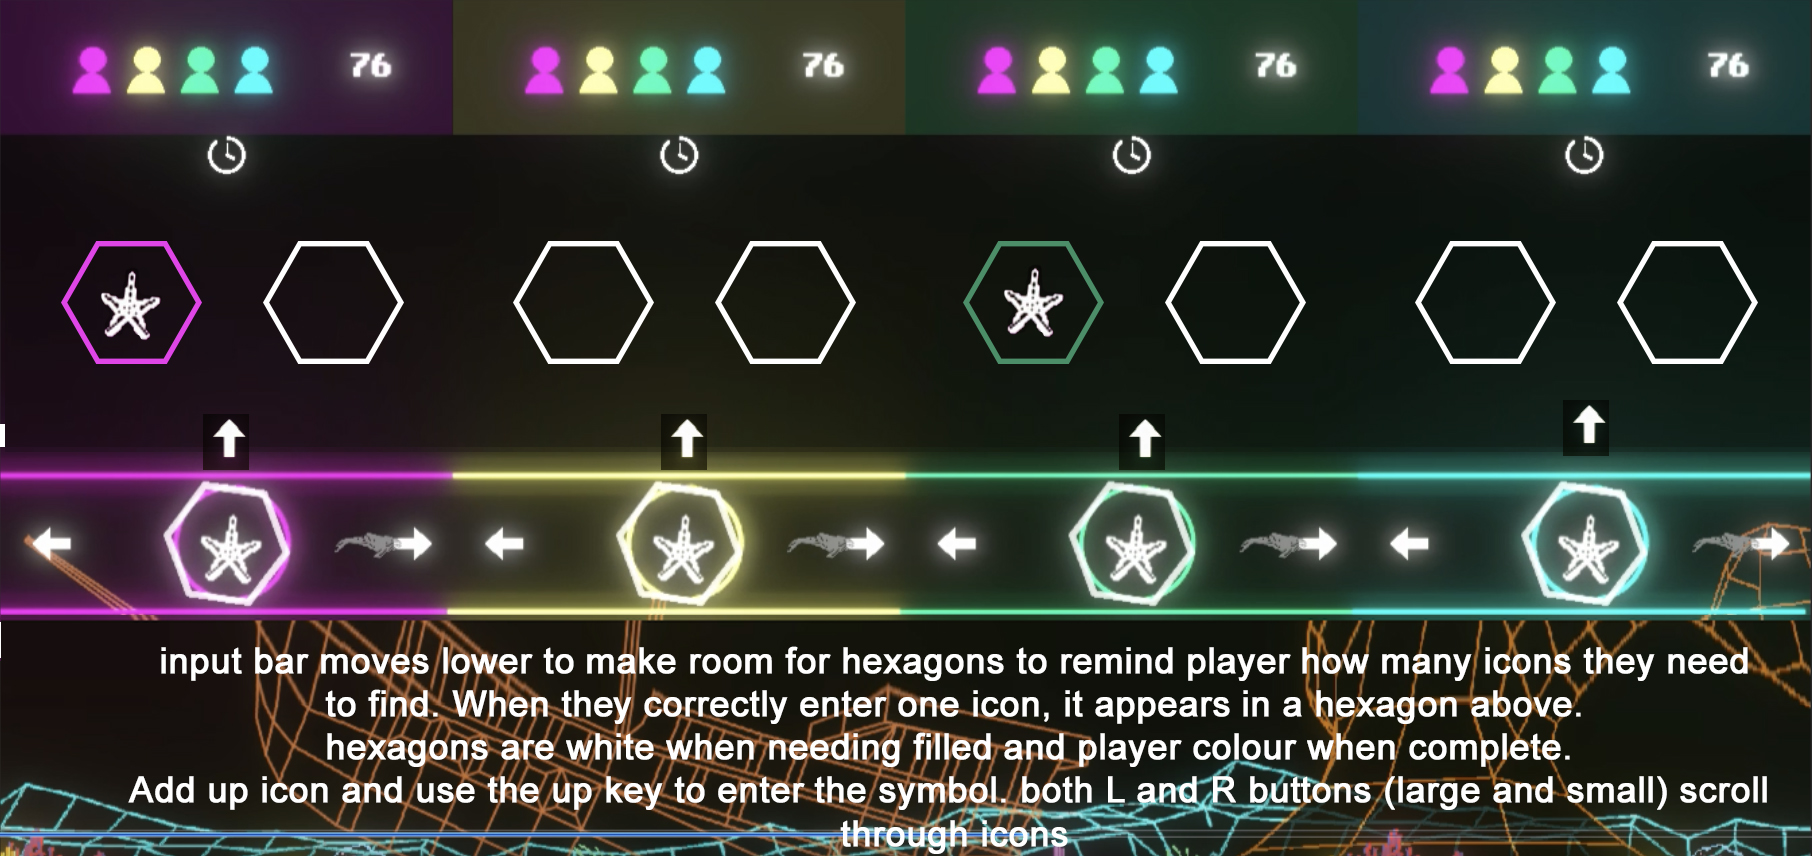 76 76 76 76
input bar moves lower to make room for hexagons to remind player how many icons they need
to find. When they correctly enter one icon, it appears in a hexagon above.
hexagons are white when needing filled and player colour when complete.
Add up icon and use the up key to enter the symbol. both L and R buttons (large and small) scroll
through icons